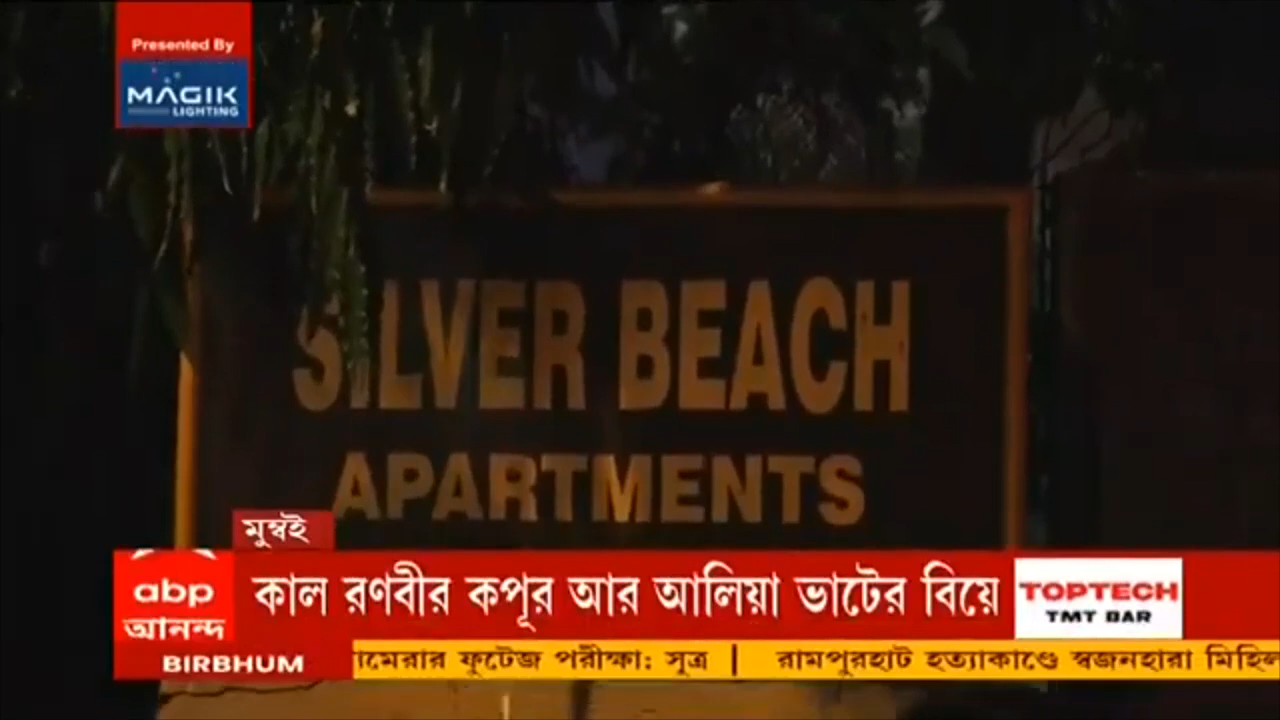 Presented By
MAGIK
LIGHTING
SILVER BEACH
APARTMENTS
মুম্বই
abp
আনন্দ
কাল রণবীর কপূর আর আলিয়া ভাটের বিয়ে
TOPTECH
TMT BAR
BIRBHUM
ামেরার ফুটেজ পরীক্ষা: সূত্র | রামপুরহাট হত্যাকাণ্ডে স্বজনহারা মিহিল